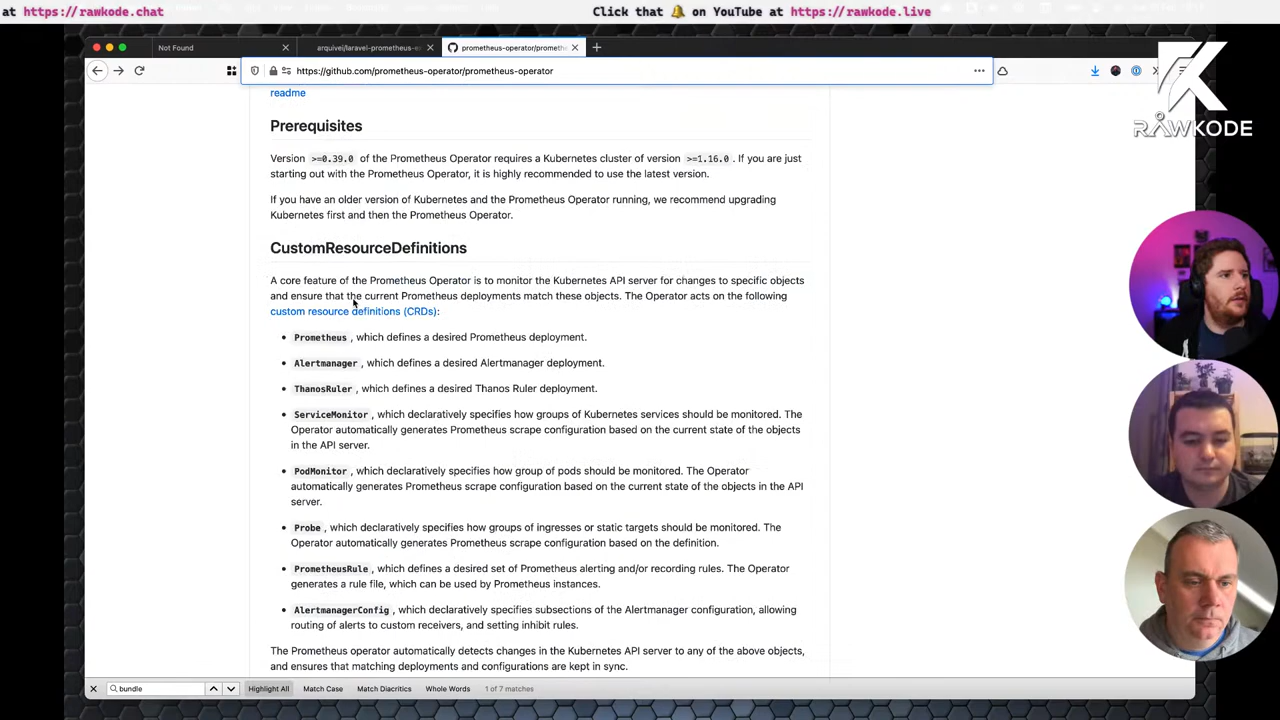 at https://rawkode.chat
Click that 🔔 on YouTube at https://rawkode.live
Not Found
arquivei/laravel-prometheus-e
prometheus-operator/prometh
https://github.com/prometheus-operator/prometheus-operator
RAWKODE
readme
Prerequisites
Version >=0.39.0 of the Prometheus Operator requires a Kubernetes cluster of version >=1.16.0 . If you are just
starting out with the Prometheus Operator, it is highly recommended to use the latest version.
If you have an older version of Kubernetes and the Prometheus Operator running, we recommend upgrading
Kubernetes first and then the Prometheus Operator.
CustomResourceDefinitions
A core feature of the Prometheus Operator is to monitor the Kubernetes API server for changes to specific objects
and ensure that the current Prometheus deployments match these objects. The Operator acts on the following
custom resource definitions (CRDs):
• Prometheus , which defines a desired Prometheus deployment.
• Alertmanager , which defines a desired Alertmanager deployment.
• ThanosRuler , which defines a desired Thanos Ruler deployment.
• ServiceMonitor , which declaratively specifies how groups of Kubernetes services should be monitored. The
Operator automatically generates Prometheus scrape configuration based on the current state of the objects
in the API server.
• PodMonitor , which declaratively specifies how group of pods should be monitored. The Operator
automatically generates Prometheus scrape configuration based on the current state of the objects in the API
server.
• Probe , which declaratively specifies how groups of ingresses or static targets should be monitored. The
Operator automatically generates Prometheus scrape configuration based on the definition.
• PrometheusRule , which defines a desired set of Prometheus alerting and/or recording rules. The Operator
generates a rule file, which can be used by Prometheus instances.
• AlertmanagerConfig , which declaratively specifies subsections of the Alertmanager configuration, allowing
routing of alerts to custom receivers, and setting inhibit rules.
The Prometheus operator automatically detects changes in the Kubernetes API server to any of the above objects,
and ensures that matching deployments and configurations are kept in sync.
bundle
Highlight All
Match Case
Match Diacritics
Whole Words
1 of 7 matches